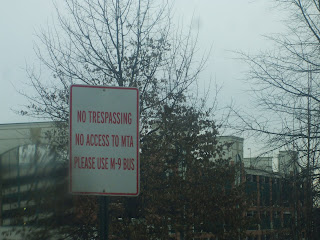 NO TRESPASSING
NO ACCESS TO MTA
PLEASE USE M-9 BUS